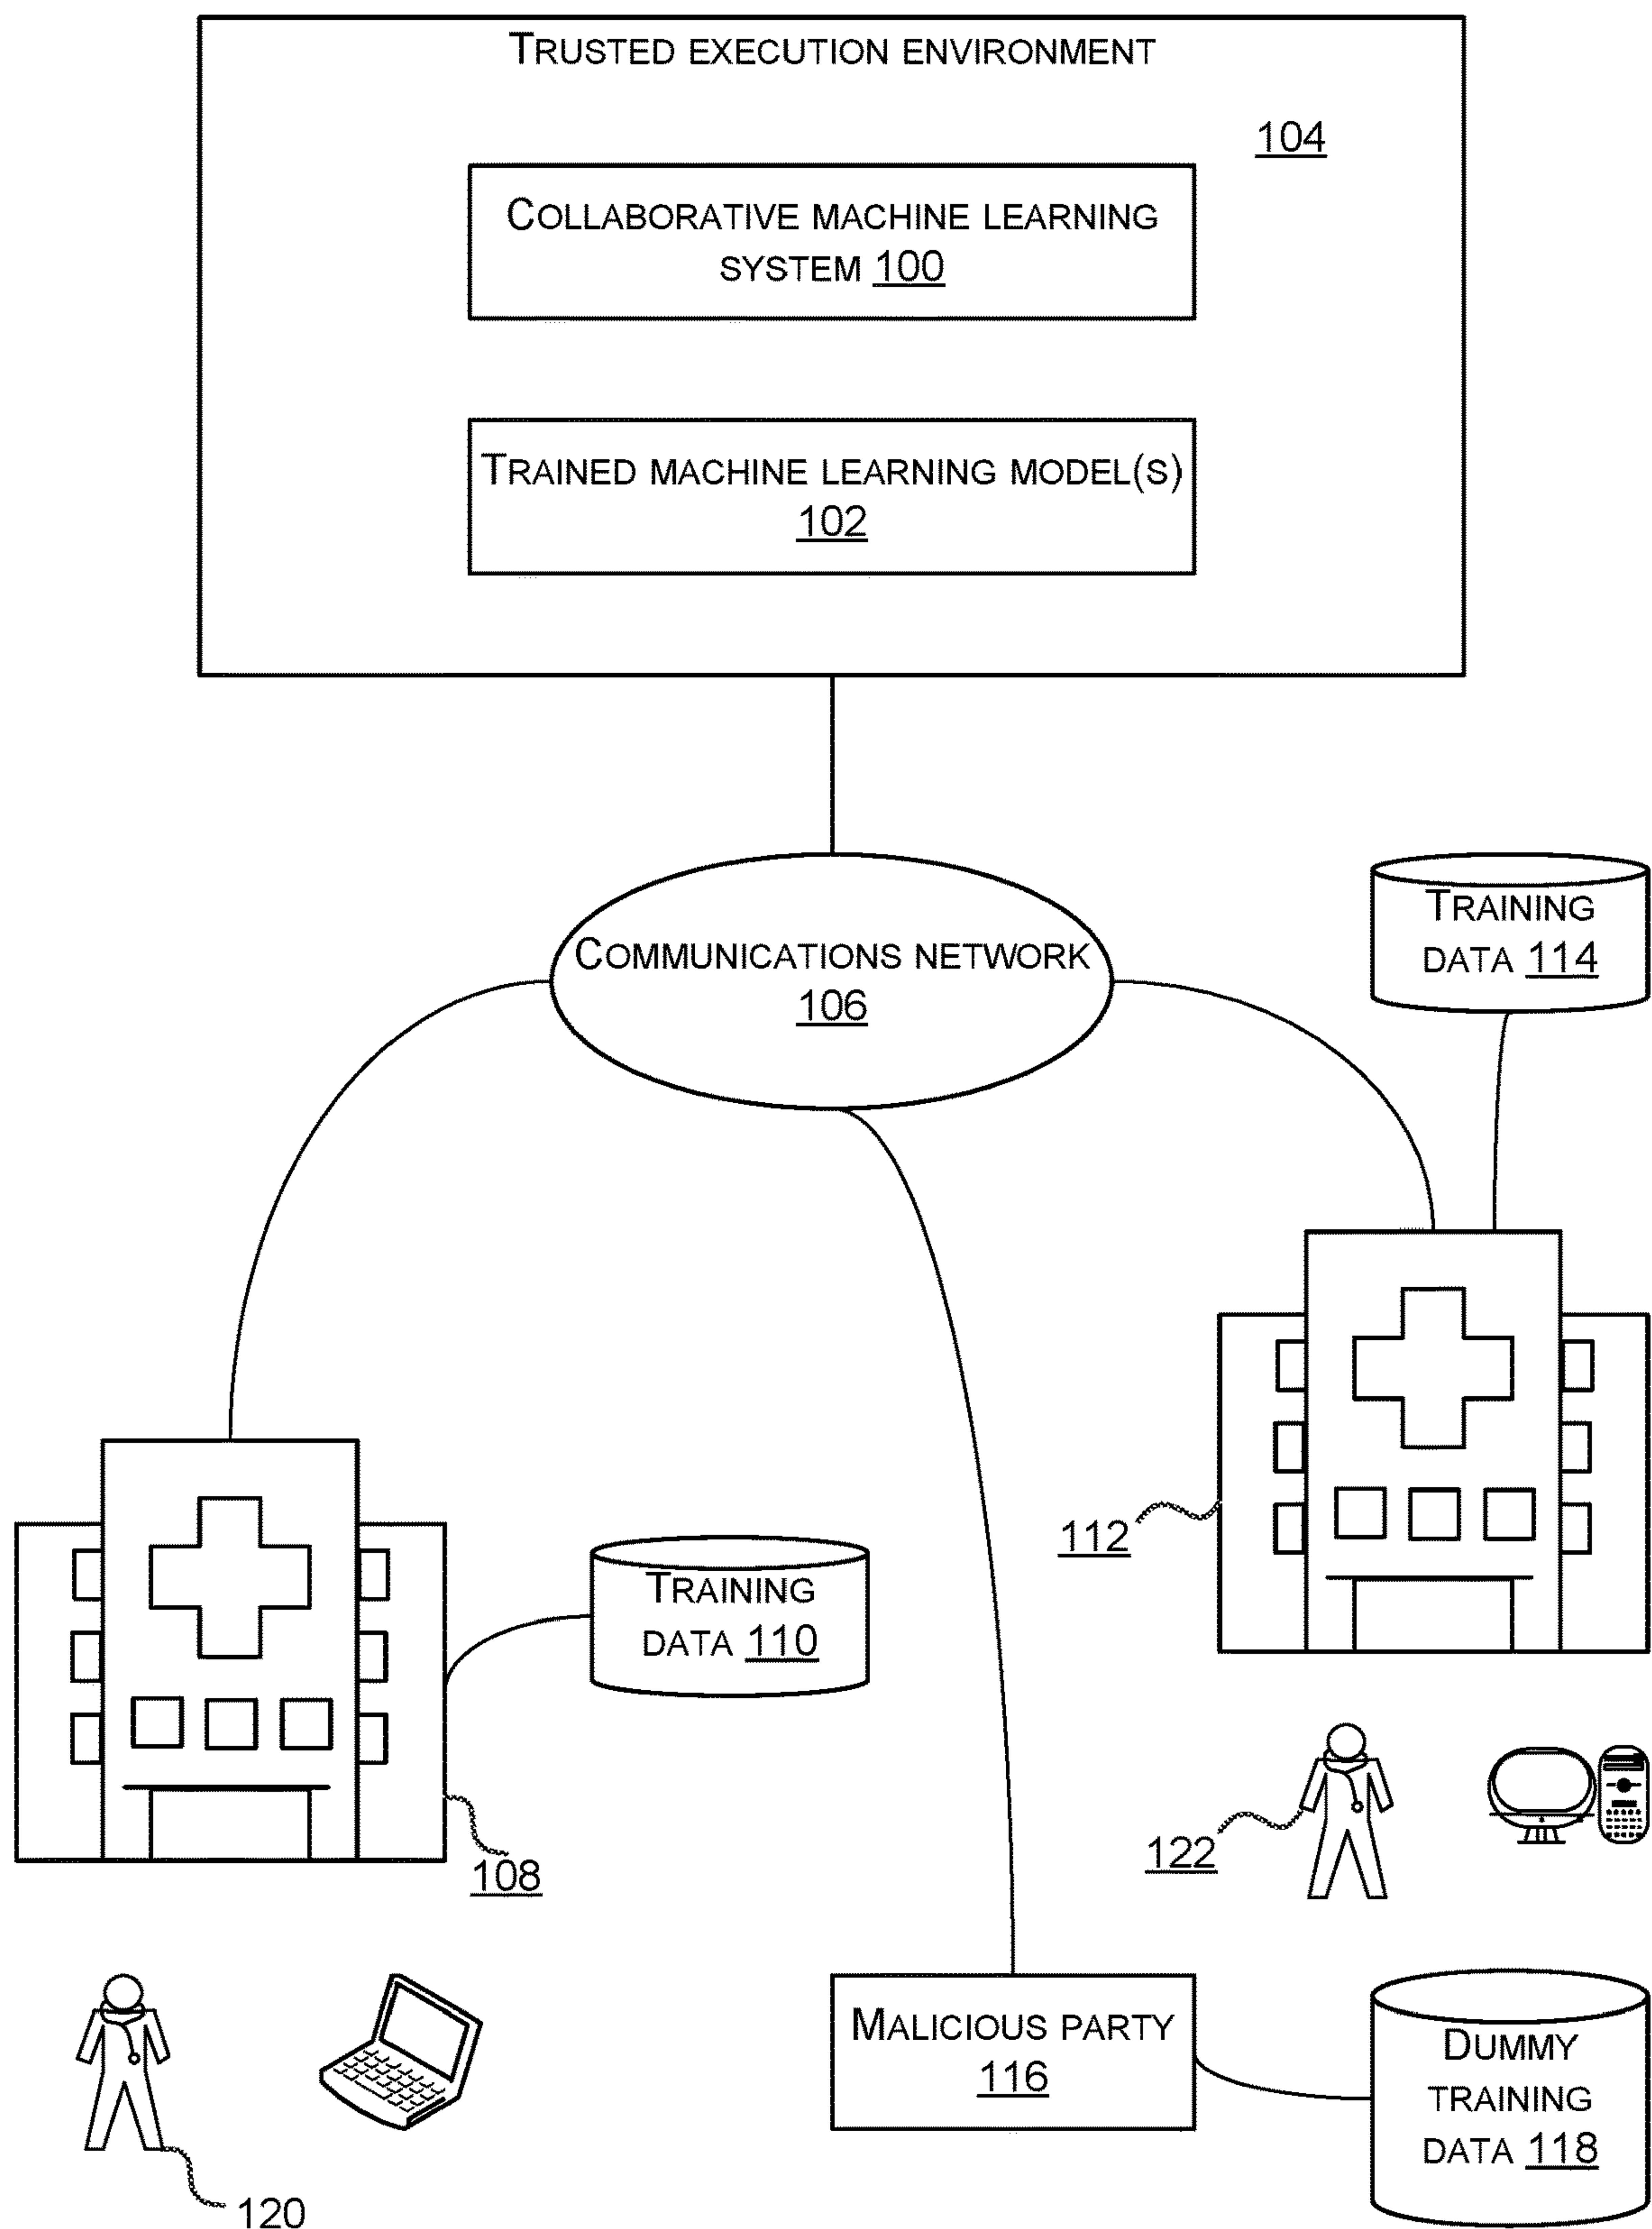 TRUSTED EXECUTION ENVIRONMENT
104
COLLABORATIVE MACHINE LEARNING
SYSTEM 100
TRAINED MACHINE LEARNING MODEL(S)
102
COMMUNICATIONS NETWORK
106
TRAINING
DATA 114
112
TRAINING
DATA 110
108
122
MALICIOUS PARTY
116
DUMMY
TRAINING
DATA 118
120